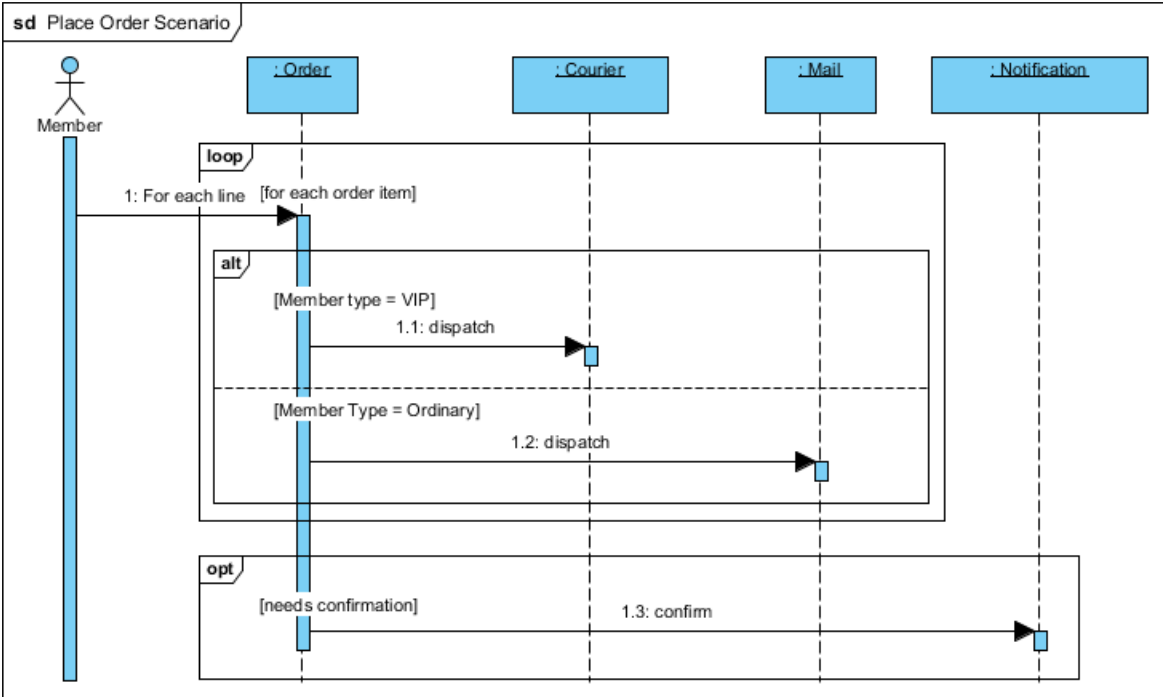 sd Place Order Scenario
: Order
: Courier
: Mail
: Notification
Member
loop
1: For each line
[for each order item]
alt
[Member type = VIP]
1.1: dispatch
[Member Type = Ordinary]
1.2: dispatch
opt
[needs confirmation]
1.3: confirm